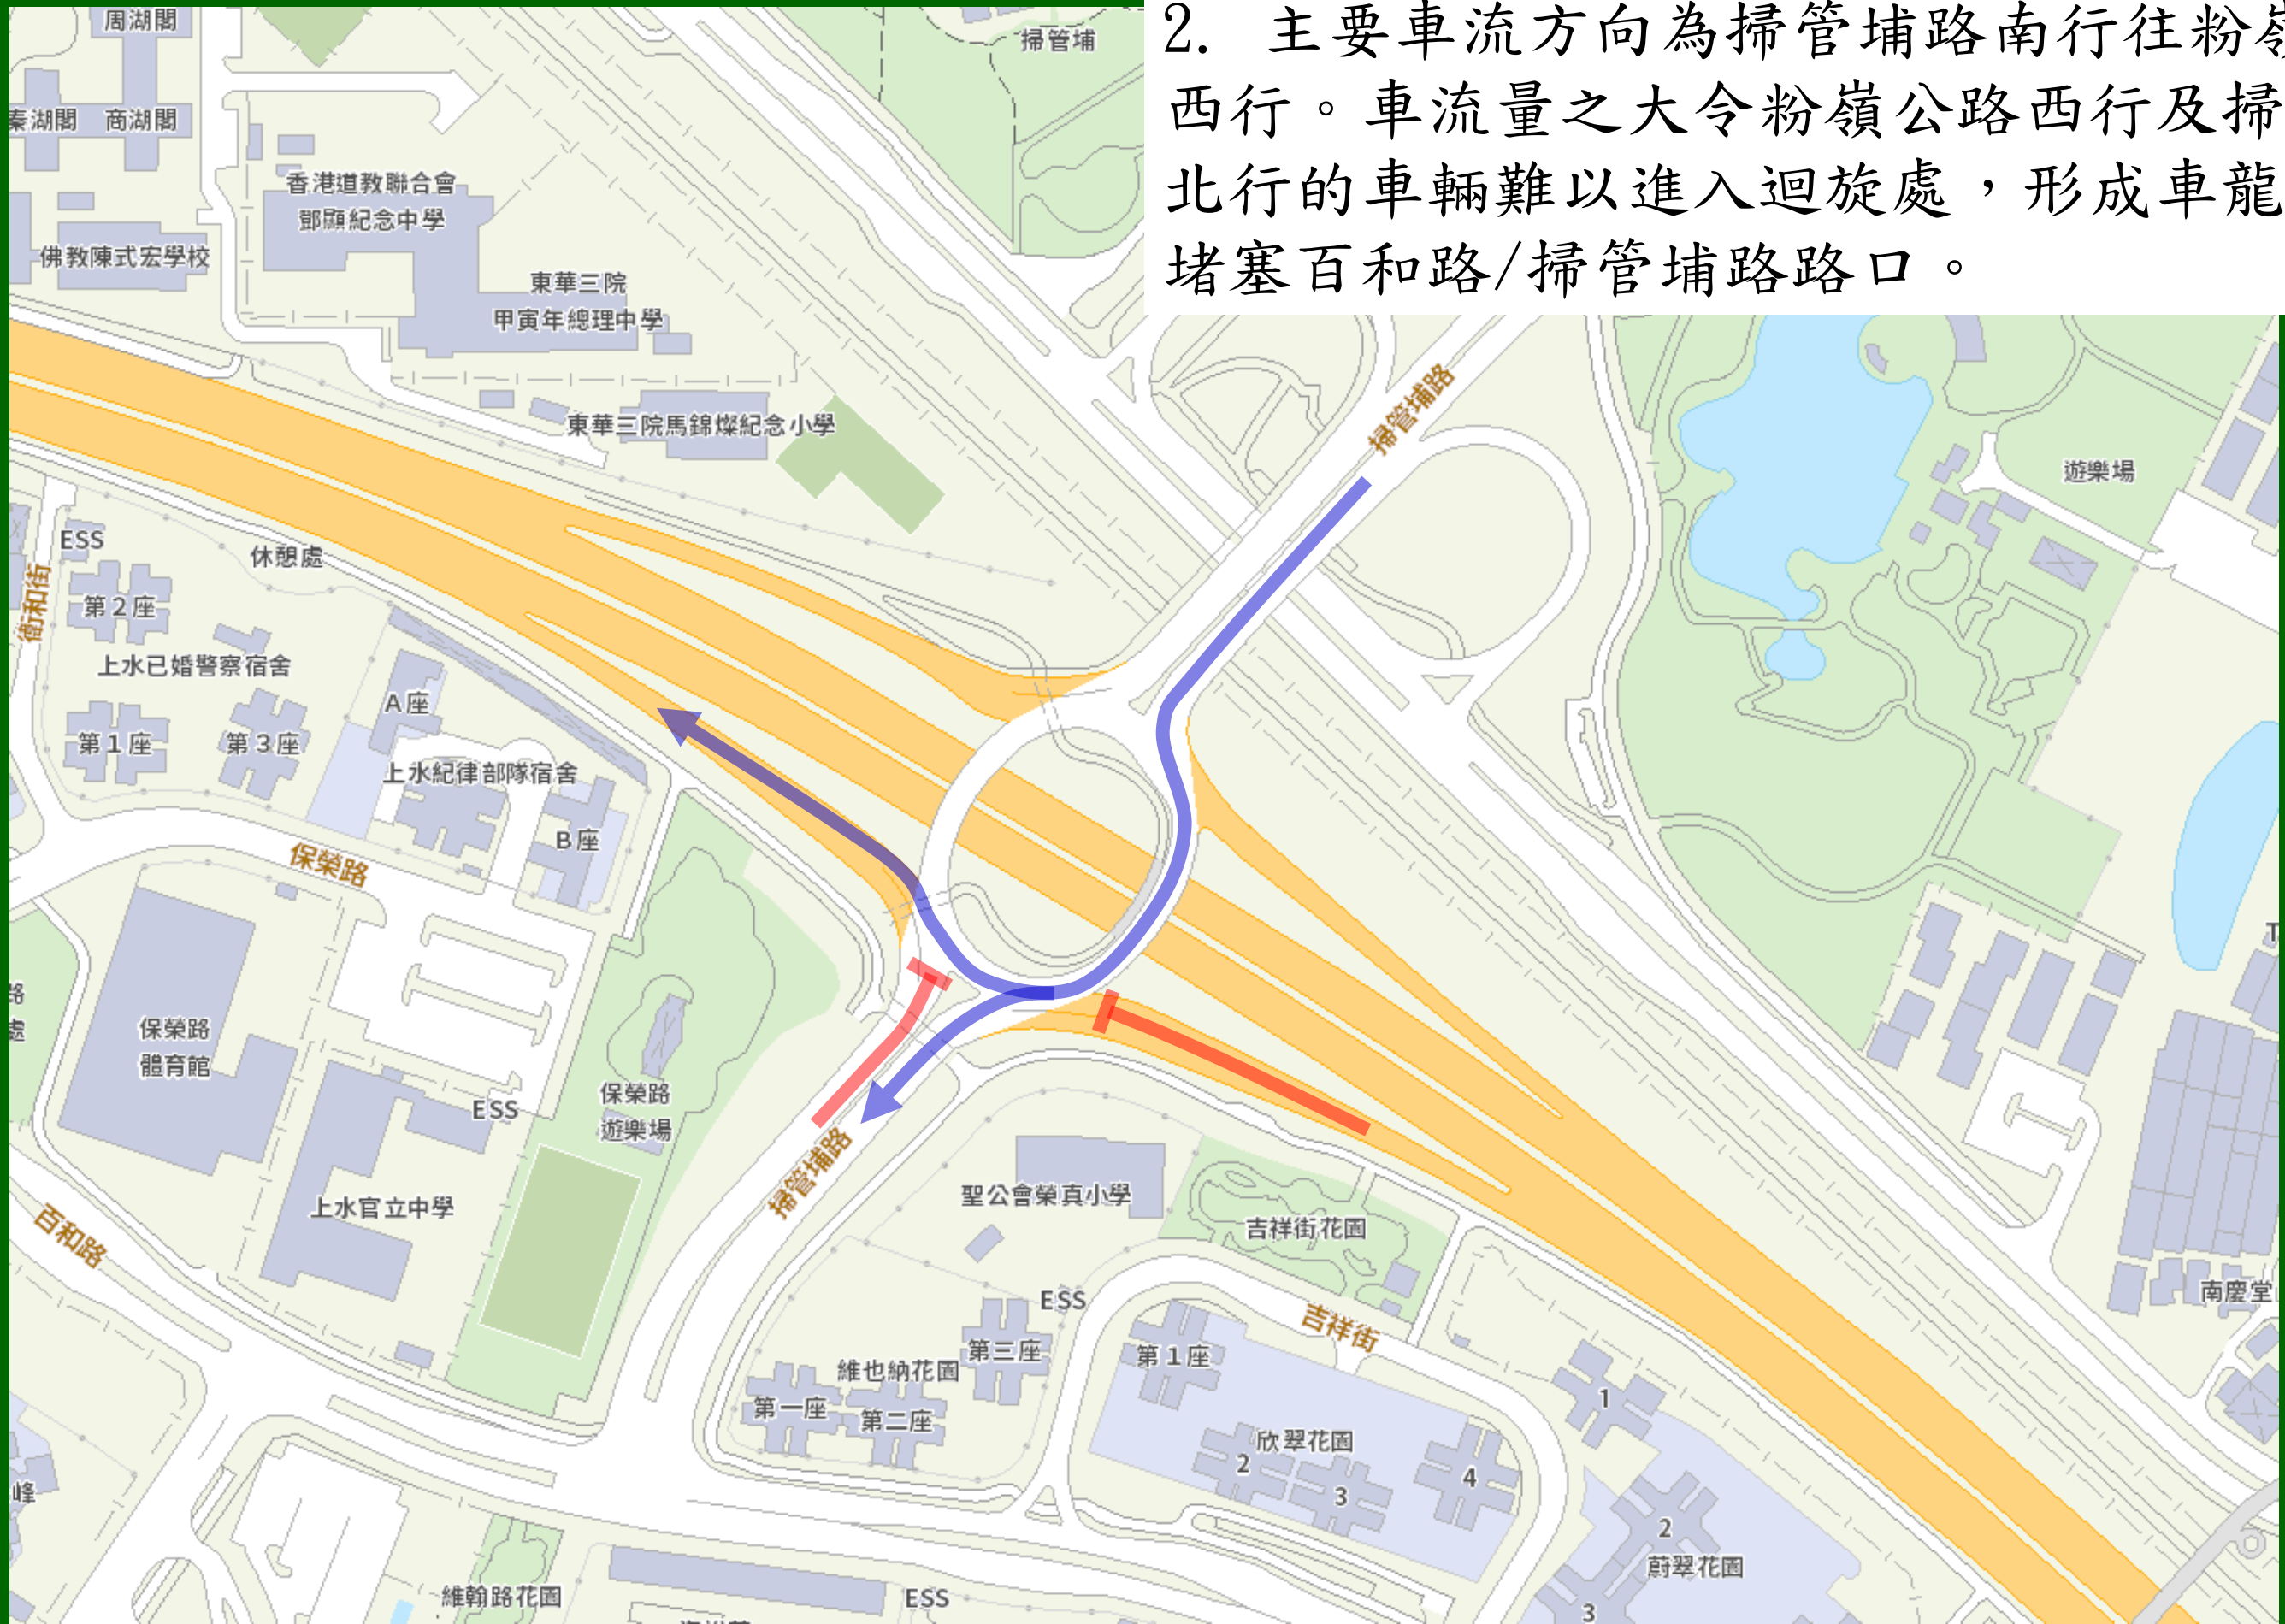 周湖閣
掃管埔
2. 主要車流方向為掃管埔路南行往粉嶺
西行。車流量之大令粉嶺公路西行及掃
北行的車輛難以進入迴旋處，形成車龍
堵塞百和路/掃管埔路路口。
秦湖閣
商湖閣
香港道教聯合會
鄧顯紀念中學
佛教陳式宏學校
東華三院
甲寅年總理中學
東華三院馬錦燦紀念小學
掃管埔路
遊樂場
ESS
休憩處
衞和街
第2座
上水已婚警察宿舍
A座
第1座
第3座
上水紀律部隊宿舍
B座
保榮路
路
處
保榮路
體育館
ESS
保榮路
遊樂場
掃管埔路
聖公會榮真小學
上水官立中學
百和路
吉祥街花園
南慶堂
ESS
吉祥街
第三座
維也納花園
第一座
第二座
第1座
1
欣翠花園
2
3
4
峰
2
蔚翠花園
3
維翰路花園
ESS